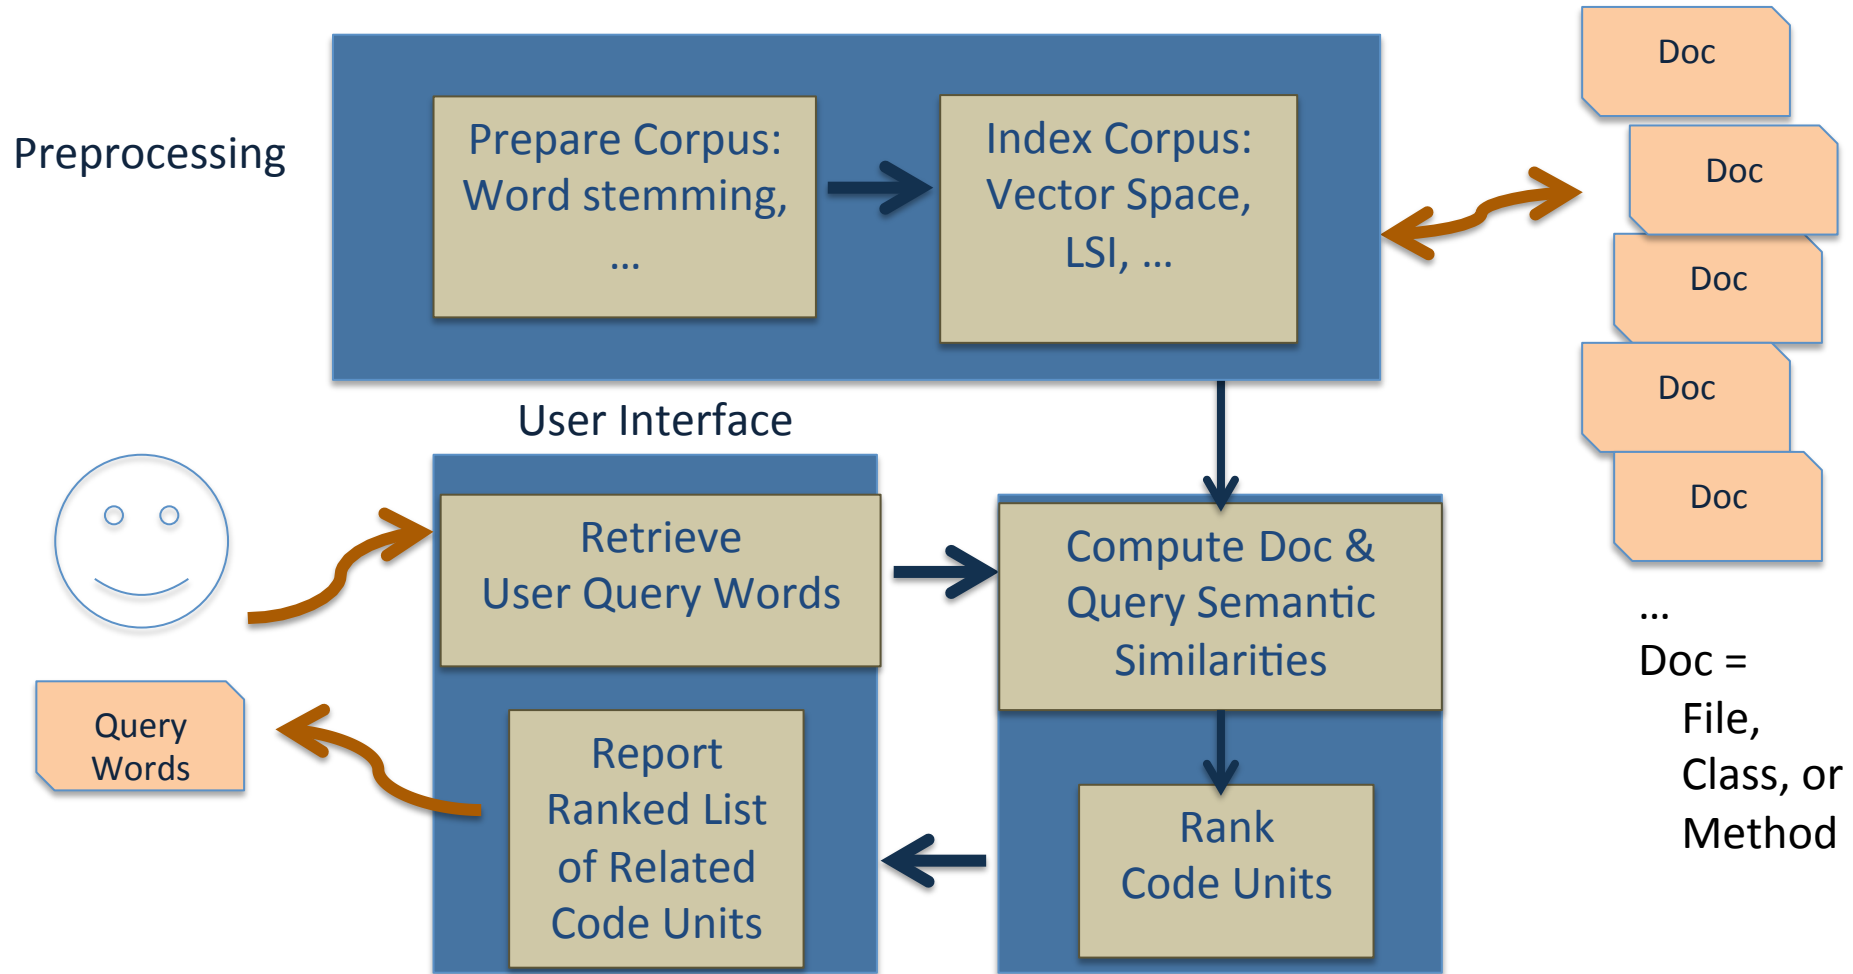 Preprocessing
Prepare Corpus:
Word stemming,
...
Index Corpus:
Vector Space,
LSI, ...
Doc
Doc
Doc
Doc
Doc
...
Doc =
File,
Class, or
Method
User Interface
Retrieve
User Query Words
Compute Doc &
Query Semantic
Similarities
Query
Words
Report
Ranked List
of Related
Code Units
Rank
Code Units